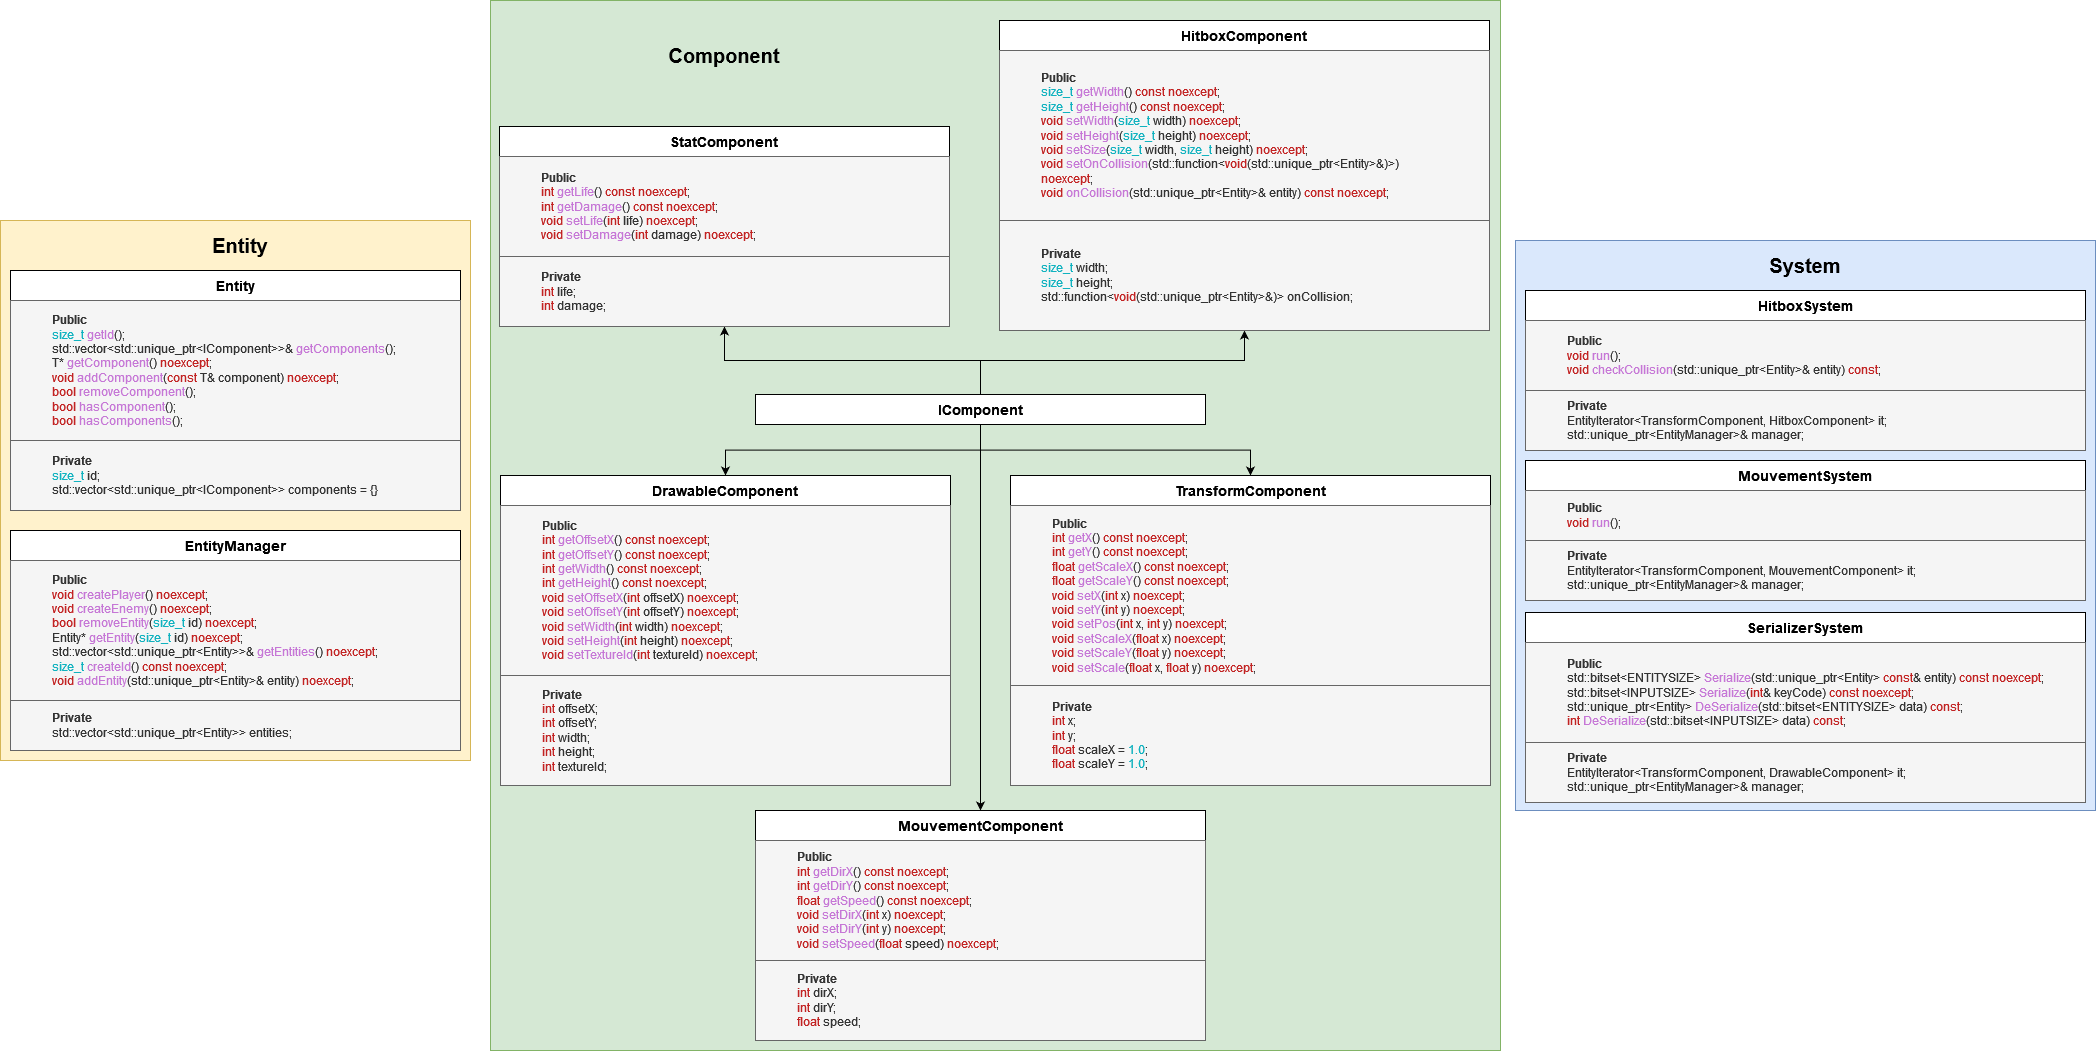 Entity
Entity
Public
size_t getId();
std::vector<std::unique_ptr<IComponent>>& getComponents();
T* getComponent() noexcept;
void addComponent(const T& component) noexcept;
bool removeComponent();
bool hasComponent();
bool hasComponents();
Private
size_t id;
std::vector<std::unique_ptr<IComponent>> components = {}
EntityManager
Public
void createPlayer() noexcept;
void createEnemy() noexcept;
bool removeEntity(size_t id) noexcept;
Entity* getEntity(size_t id) noexcept;
std::vector<std::unique_ptr<Entity>>& getEntities() noexcept;
size_t createId() const noexcept;
void addEntity(std::unique_ptr<Entity>& entity) noexcept;
Private
std::vector<std::unique_ptr<Entity>> entities;
Component
StatComponent
Public
int getLife() const noexcept;
int getDamage() const noexcept;
void setLife(int life) noexcept;
void setDamage(int damage) noexcept;
Private
int life;
int damage;
HitboxComponent
Public
size_t getWidth() const noexcept;
size_t getHeight() const noexcept;
void setWidth(size_t width) noexcept;
void setHeight(size_t height) noexcept;
void setSize(size_t width, size_t height) noexcept;
void setOnCollision(std::function<void(std::unique_ptr<Entity>&)>)
noexcept;
void onCollision(std::unique_ptr<Entity>& entity) const noexcept;
Private
size_t width;
size_t height;
std::function<void(std::unique_ptr<Entity>&)> onCollision;
IComponent
DrawableComponent
Public
int getOffsetX() const noexcept;
int getOffsetY() const noexcept;
int getWidth() const noexcept;
int getHeight() const noexcept;
void setOffsetX(int offsetX) noexcept;
void setOffsetY(int offsetY) noexcept;
void setWidth(int width) noexcept;
void setHeight(int height) noexcept;
void setTextureId(int textureId) noexcept;
Private
int offsetX;
int offsetY;
int width;
int height;
int textureId;
TransformComponent
Public
int getX() const noexcept;
int getY() const noexcept;
float getScaleX() const noexcept;
float getScaleY() const noexcept;
void setX(int x) noexcept;
void setY(int y) noexcept;
void setPos(int x, int y) noexcept;
void setScaleX(float x) noexcept;
void setScaleY(float y) noexcept;
void setScale(float x, float y) noexcept;
Private
int x;
int y;
float scaleX = 1.0;
float scaleY = 1.0;
MouvementComponent
Public
int getDirX() const noexcept;
int getDirY() const noexcept;
float getSpeed() const noexcept;
void setDirX(int x) noexcept;
void setDirY(int y) noexcept;
void setSpeed(float speed) noexcept;
Private
int dirX;
int dirY;
float speed;
System
HitboxSystem
Public
void run();
void checkCollision(std::unique_ptr<Entity>& entity) const;
Private
EntityIterator<TransformComponent, HitboxComponent> it;
std::unique_ptr<EntityManager>& manager;
MouvementSystem
Public
void run();
Private
EntityIterator<TransformComponent, MouvementComponent> it;
std::unique_ptr<EntityManager>& manager;
SerializerSystem
Public
std::bitset<ENTITYSIZE> Serialize(std::unique_ptr<Entity> const& entity) const noexcept;
std::bitset<INPUTSIZE> Serialize(int& keyCode) const noexcept;
std::unique_ptr<Entity> DeSerialize(std::bitset<ENTITYSIZE> data) const;
int DeSerialize(std::bitset<INPUTSIZE> data) const;
Private
EntityIterator<TransformComponent, DrawableComponent> it;
std::unique_ptr<EntityManager>& manager;